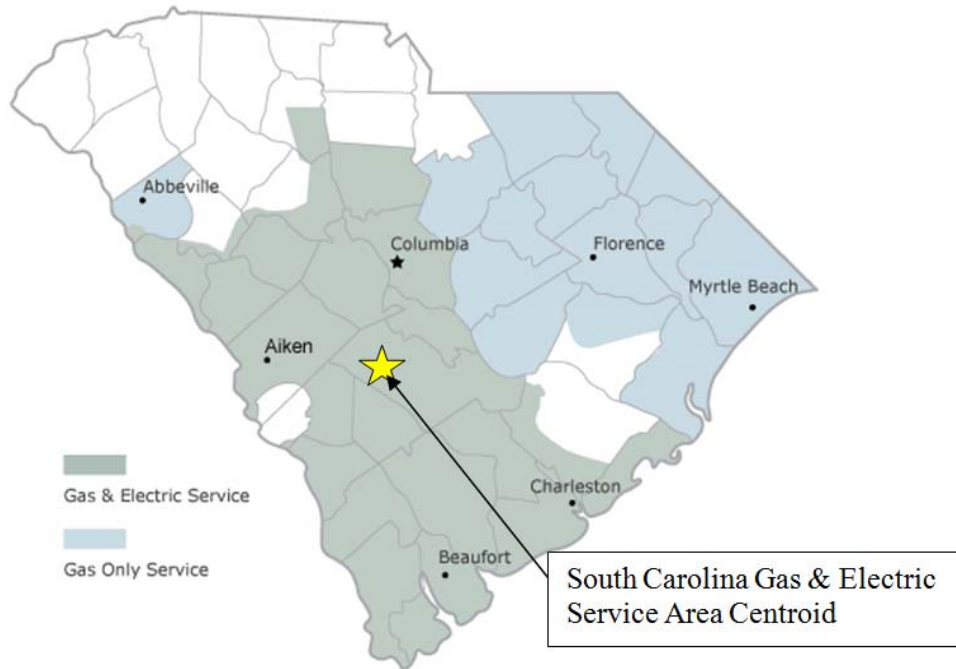 Abbeville
Columbia
Florence
Myrtle Beach
Aiken
Gas & Electric Service
Charleston
Gas Only Service
Beaufort
South Carolina Gas & Electric
Service Area Centroid